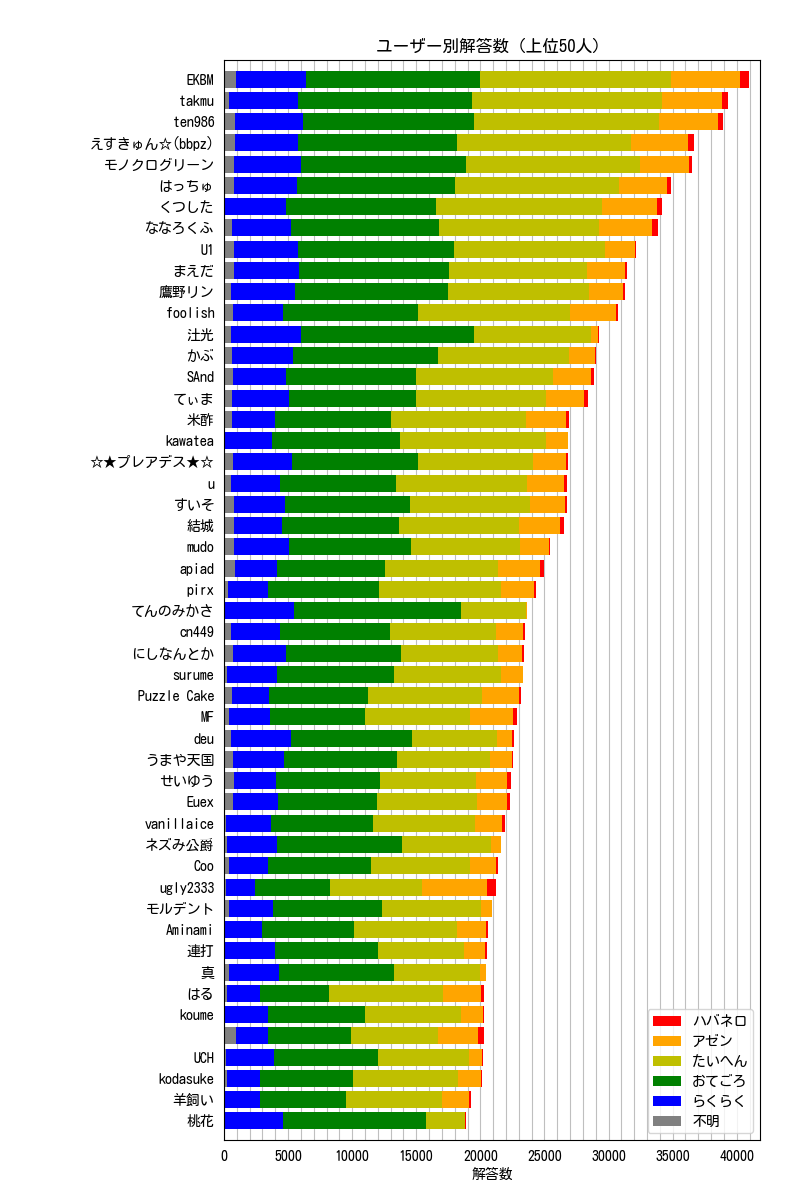 ユーザー別解答数 (上位50人)
EKBM
takmu
ten986
えすきゅん☆(bbpz)
モノクログリーン
はっちゅ
くつした
ななろくふ
U1
まえだ
鷹野リン
foolish
注光
かぶ
SAnd
てぃま
米酢
kawatea
☆★プレアデス★☆
u
すいそ
結城
mudo
apiad
pirx
てんのみかさ
cn449
にしなんとか
surume
Puzzle Cake
MF
deu
うまや天国
せいゆう
Euex
vanillaice
ネズみ公爵
Coo
ugly2333
モルデント
Aminami
連打
真
はる
koume
UCH
kodasuke
羊飼い
桃花
ハバネロ
アゼン
たいへん
おてごろ
らくらく
不明
0 5000 10000 15000 20000 25000 30000 35000 40000
解答数